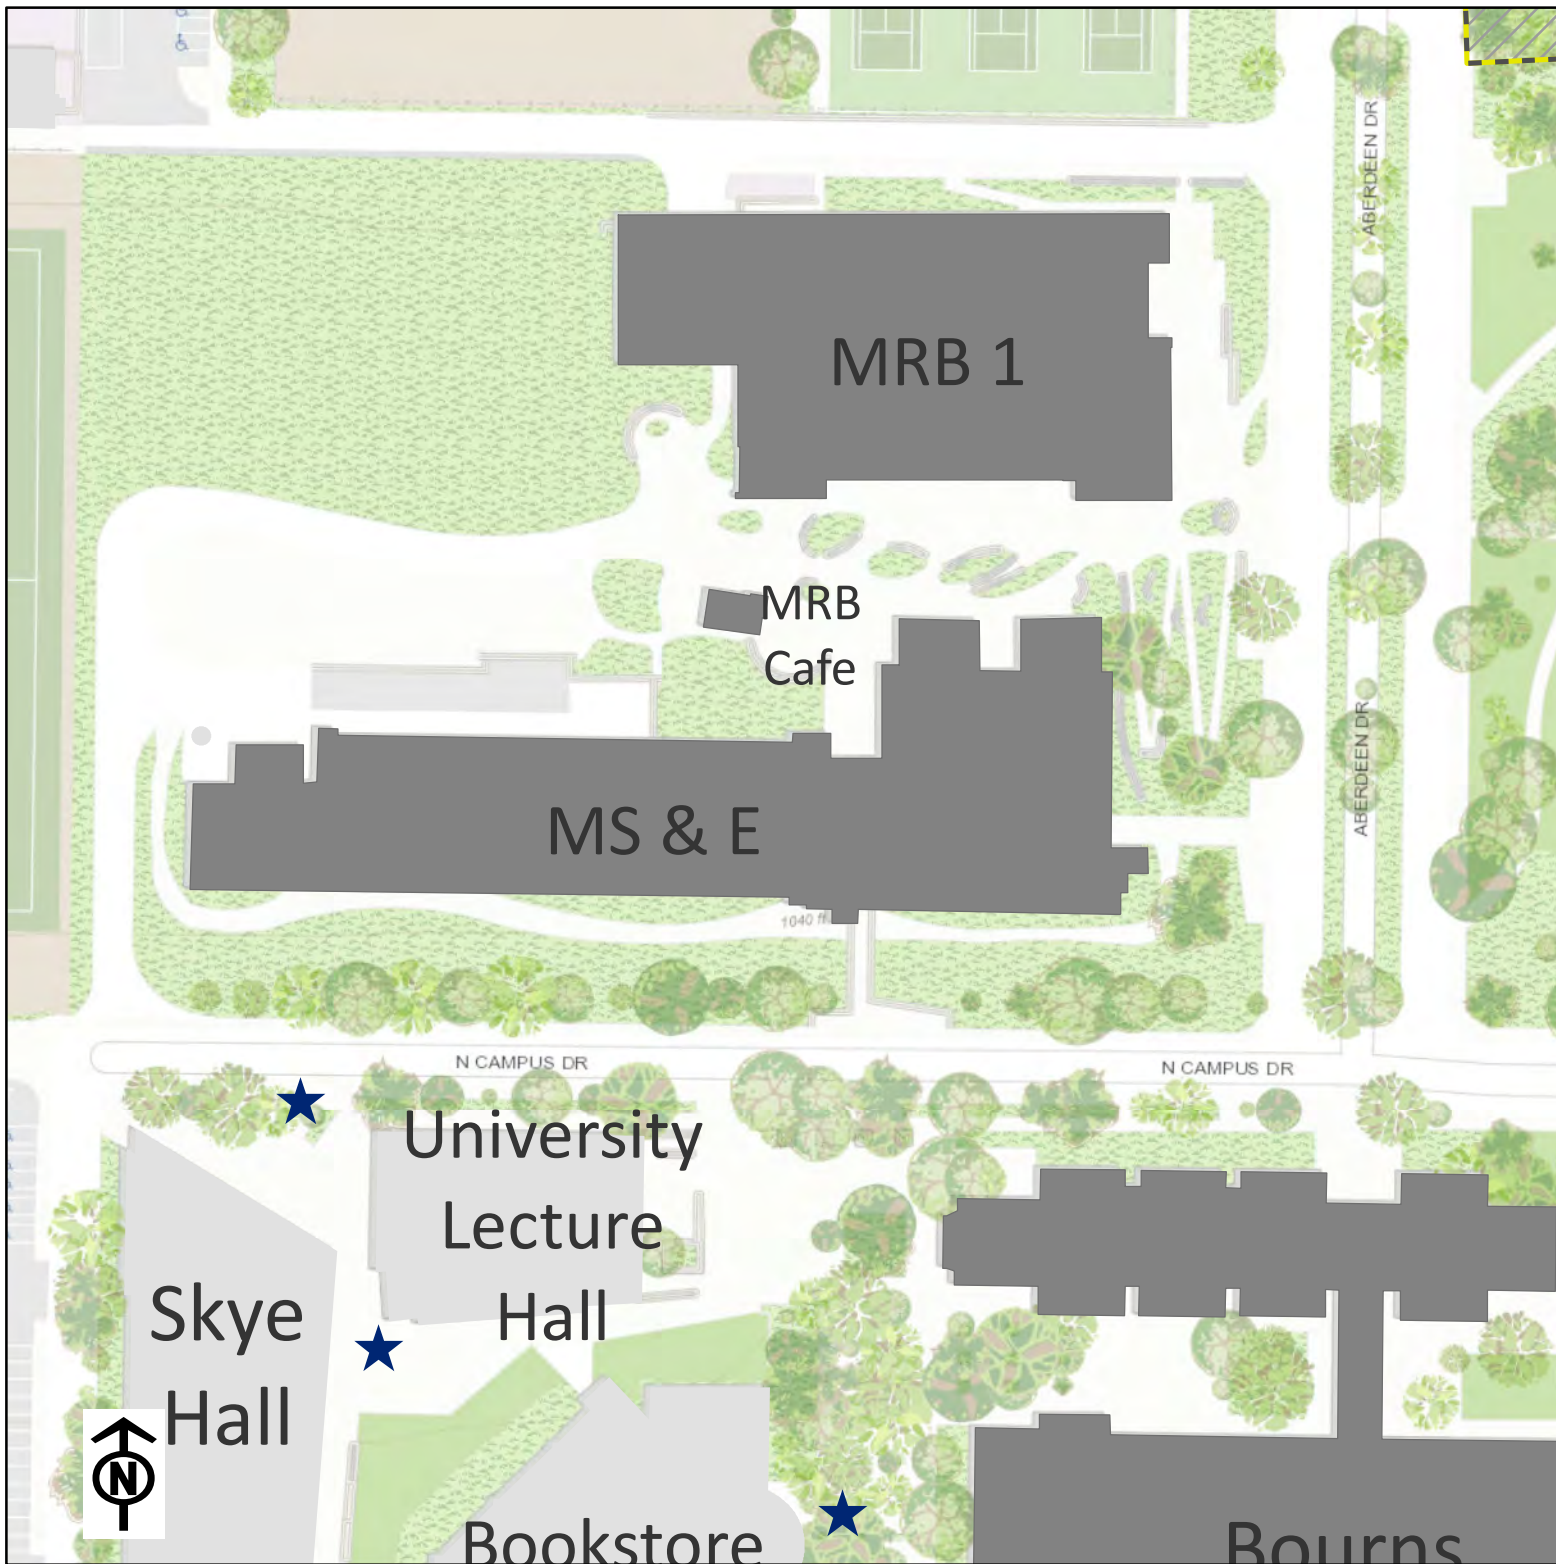 ABERDEEN DR
MRB 1
MRB
Cafe
ABERDEEN DR
MS & E
1040 ft
N CAMPUS DR
N CAMPUS DR
University
Lecture
Hall
Skye
Hall
N
Bookstore
Bourns